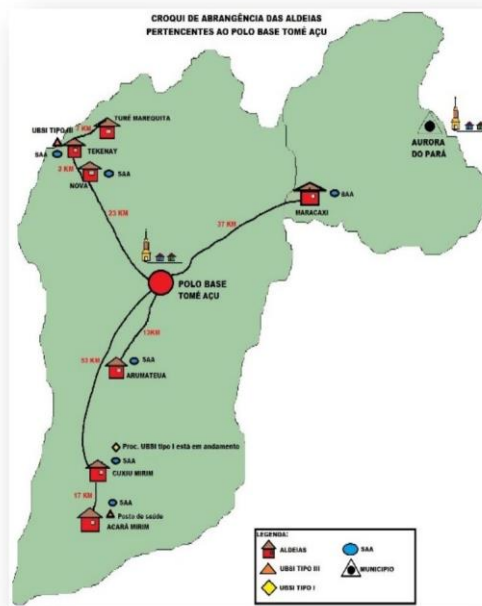 CROQUI DE ABRANGÊNCIA DAS ALDEIAS
PERTENCENTES AO POLO BASE TOMÉ AÇU
TURÉ MAREQUITA
UBSI TIPO III
7 KM
SAA
TEKENAY
3 KM
SAA
NOVA
AURORA
DO PARÁ
SAA
MARACAXI
23 KM
37 KM
POLO BASE
TOMÉ AÇU
13KM
53 KM
SAA
ARUMATEUA
Proc. UBSI tipo I está em andamento
SAA
CUXIU MIRIM
17 KM
SAA
Posto de saúde
ACARÁ MIRIM
LEGENDA:
ALDEIAS
SAA
UBSI TIPO III
MUNICIPIO
UBSI TIPO I